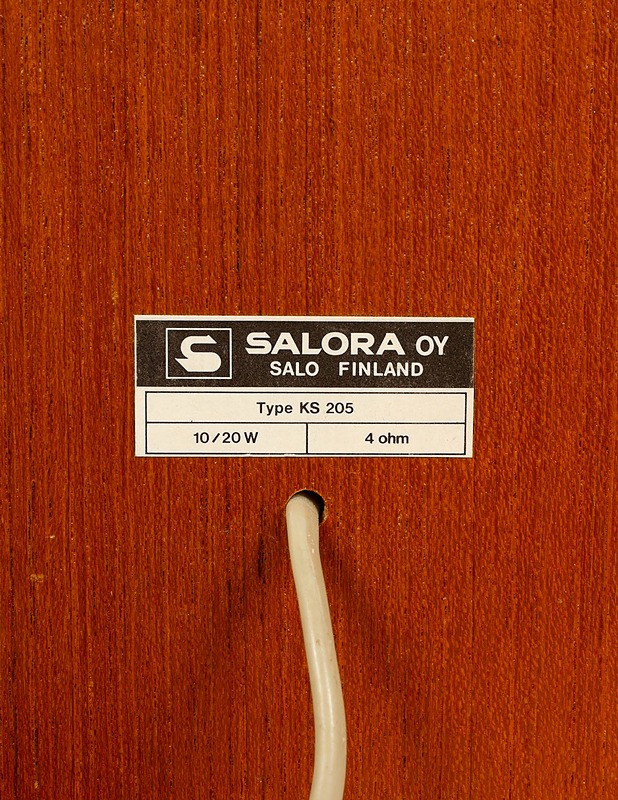 SALORA OY
SALO FINLAND
Type KS 205
10/20 W
4 ohm